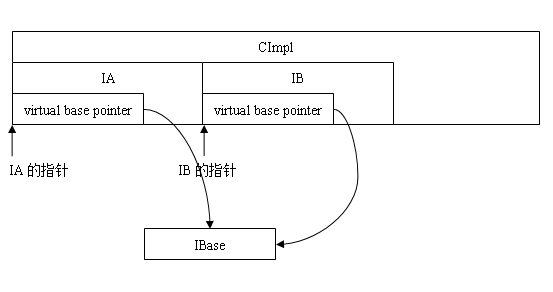 CImpl
IA
IB
virtual base pointer
virtual base pointer
IA 的指针
IB 的指针
IBase